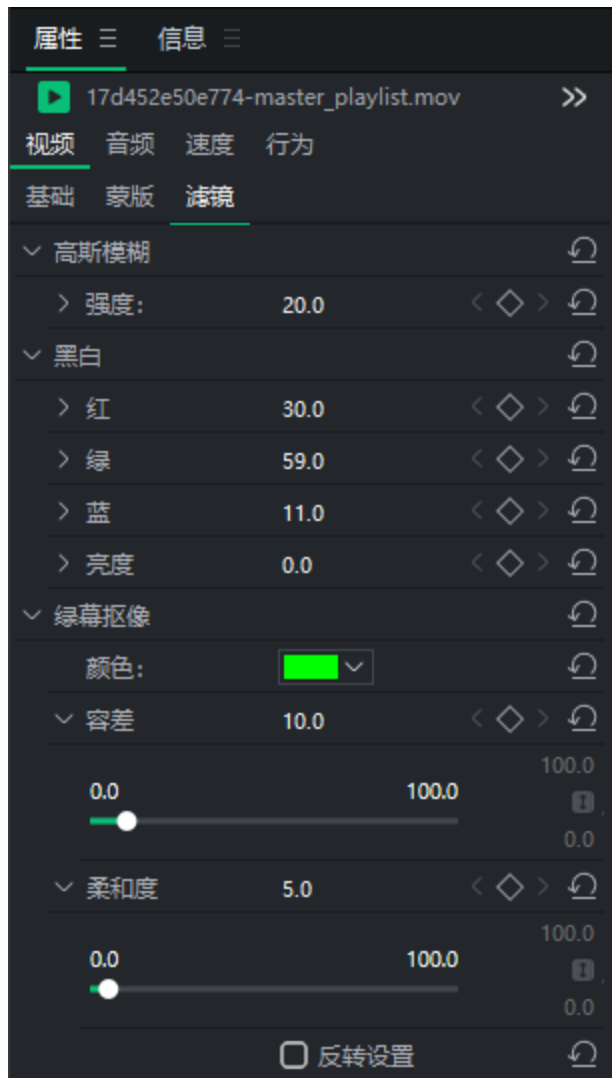 属性 信息
17d452e50e774-master_playlist.mov
视频 音频 速度 行为
基础 蒙版 滤镜
高斯模糊
强度: 20.0
黑白
红 30.0
绿 59.0
蓝 11.0
亮度 0.0
绿幕抠像
颜色:
容差 10.0
100.0
0.0 100.0
0.0
柔和度 5.0
100.0
0.0 100.0
0.0
反转设置